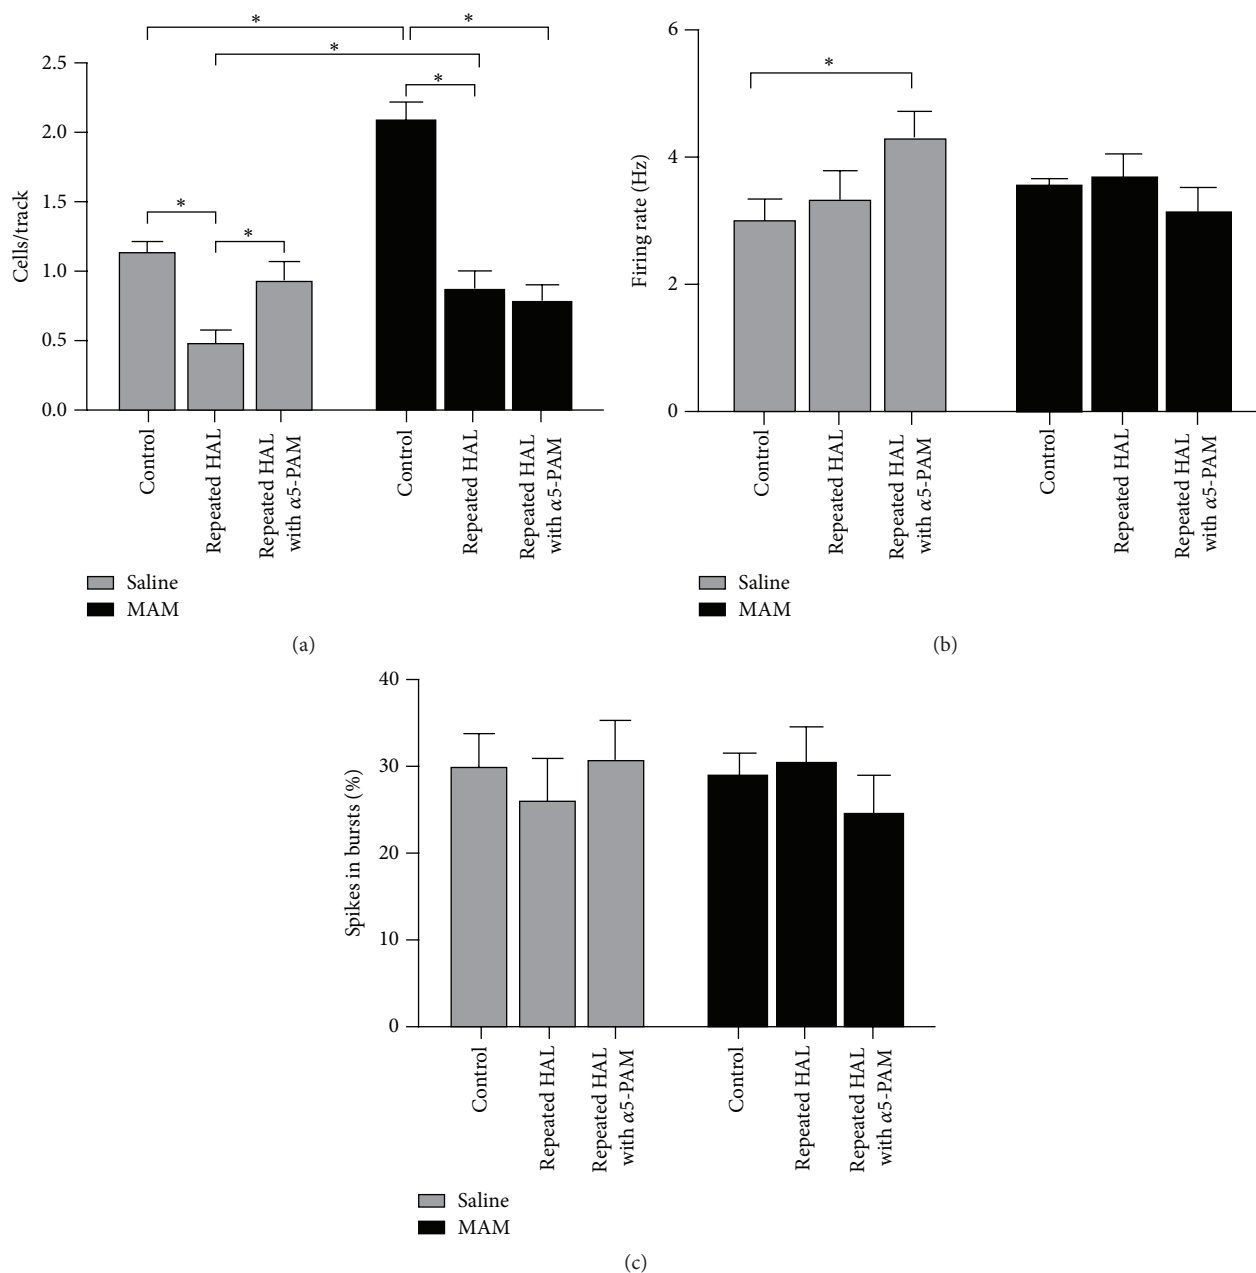 * * *
*
2.5
*
2.0
Cells/track
1.5
*
*
1.0
0.5
0.0
Control
Repeated HAL
Repeated HAL
with α5-PAM
Control
Repeated HAL
Repeated HAL
with α5-PAM
Saline
MAM
(a)
6
*
Firing rate (Hz)
4
2
0
Control
Repeated HAL
Repeated HAL
with α5-PAM
Control
Repeated HAL
Repeated HAL
with α5-PAM
Saline
MAM
(b)
40
30
Spikes in bursts (%)
20
10
0
Control
Repeated HAL
Repeated HAL
with α5-PAM
Control
Repeated HAL
Repeated HAL
with α5-PAM
Saline
MAM
(c)